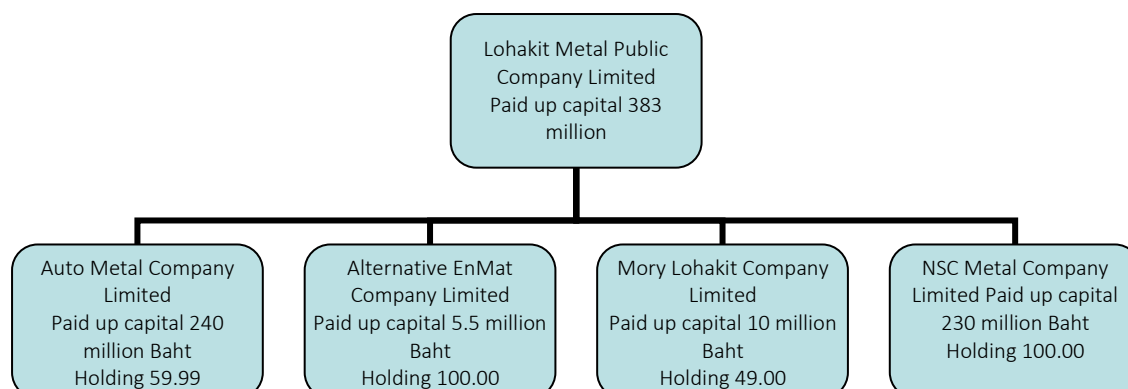 Lohakit Metal Public
Company Limited
Paid up capital 383
million
Auto Metal Company
Limited
Paid up capital 240
million Baht
Holding 59.99
Alternative EnMat
Company Limited
Paid up capital 5.5 million
Baht
Holding 100.00
Mory Lohakit Company
Limited
Paid up capital 10 million
Baht
Holding 49.00
NSC Metal Company
Limited Paid up capital
230 million Baht
Holding 100.00